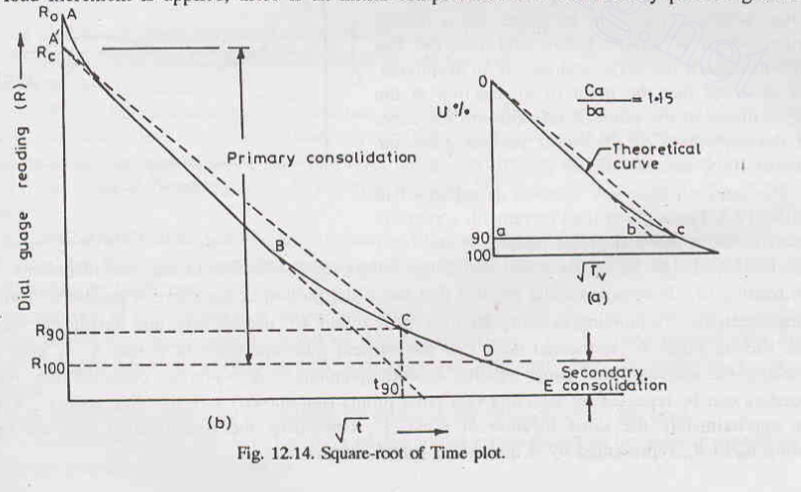 R₀ A
A'
Rc
Dial guage reading (R)
Primary consolidation
B
C
D
E
R90
R100
t90
Secondary
consolidation
(b)
√t
0
U %
Ca/ba = 1·15
Theoretical
curve
a
b
c
90
100
√Tv
(a)
Fig. 12.14. Square-root of Time plot.